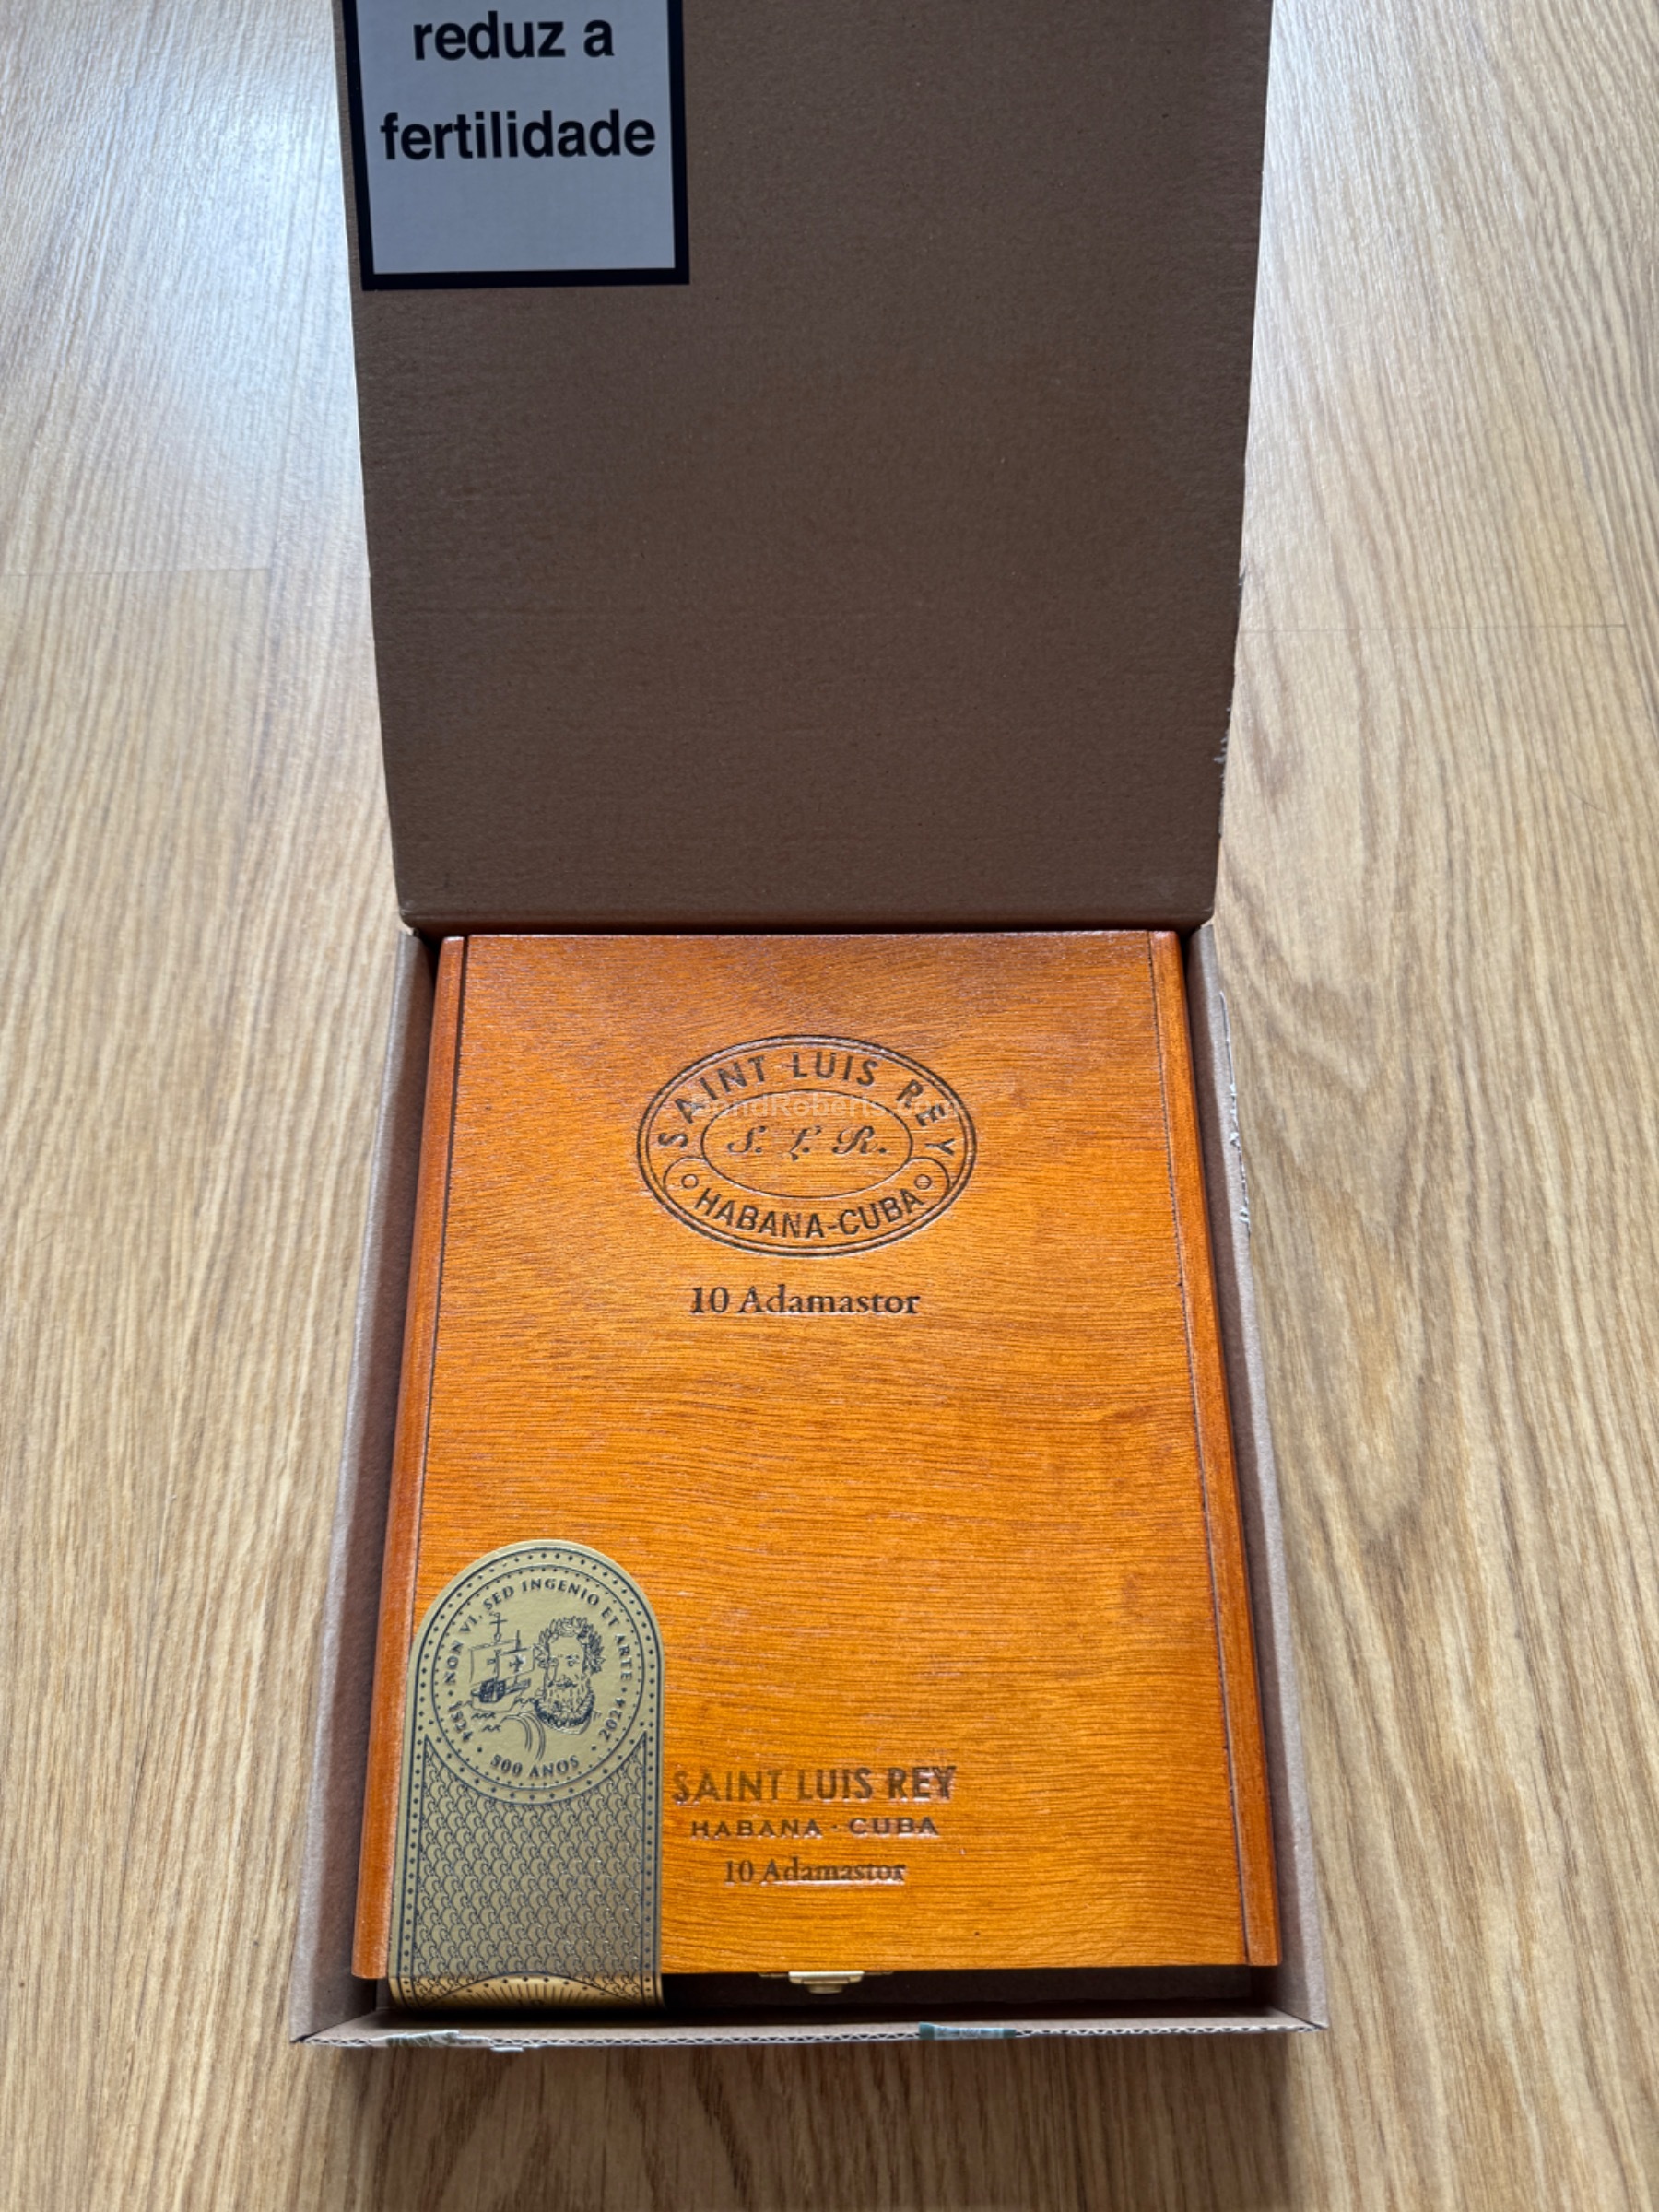 reduz a
fertilidade
SAINT LUIS REY
S. L. R.
HABANA-CUBA
10 Adamastor
NON VI, SED INGENIO ET ARTE
1524 · 500 ANOS · 2024
SAINT LUIS REY
HABANA · CUBA
10 Adamastor